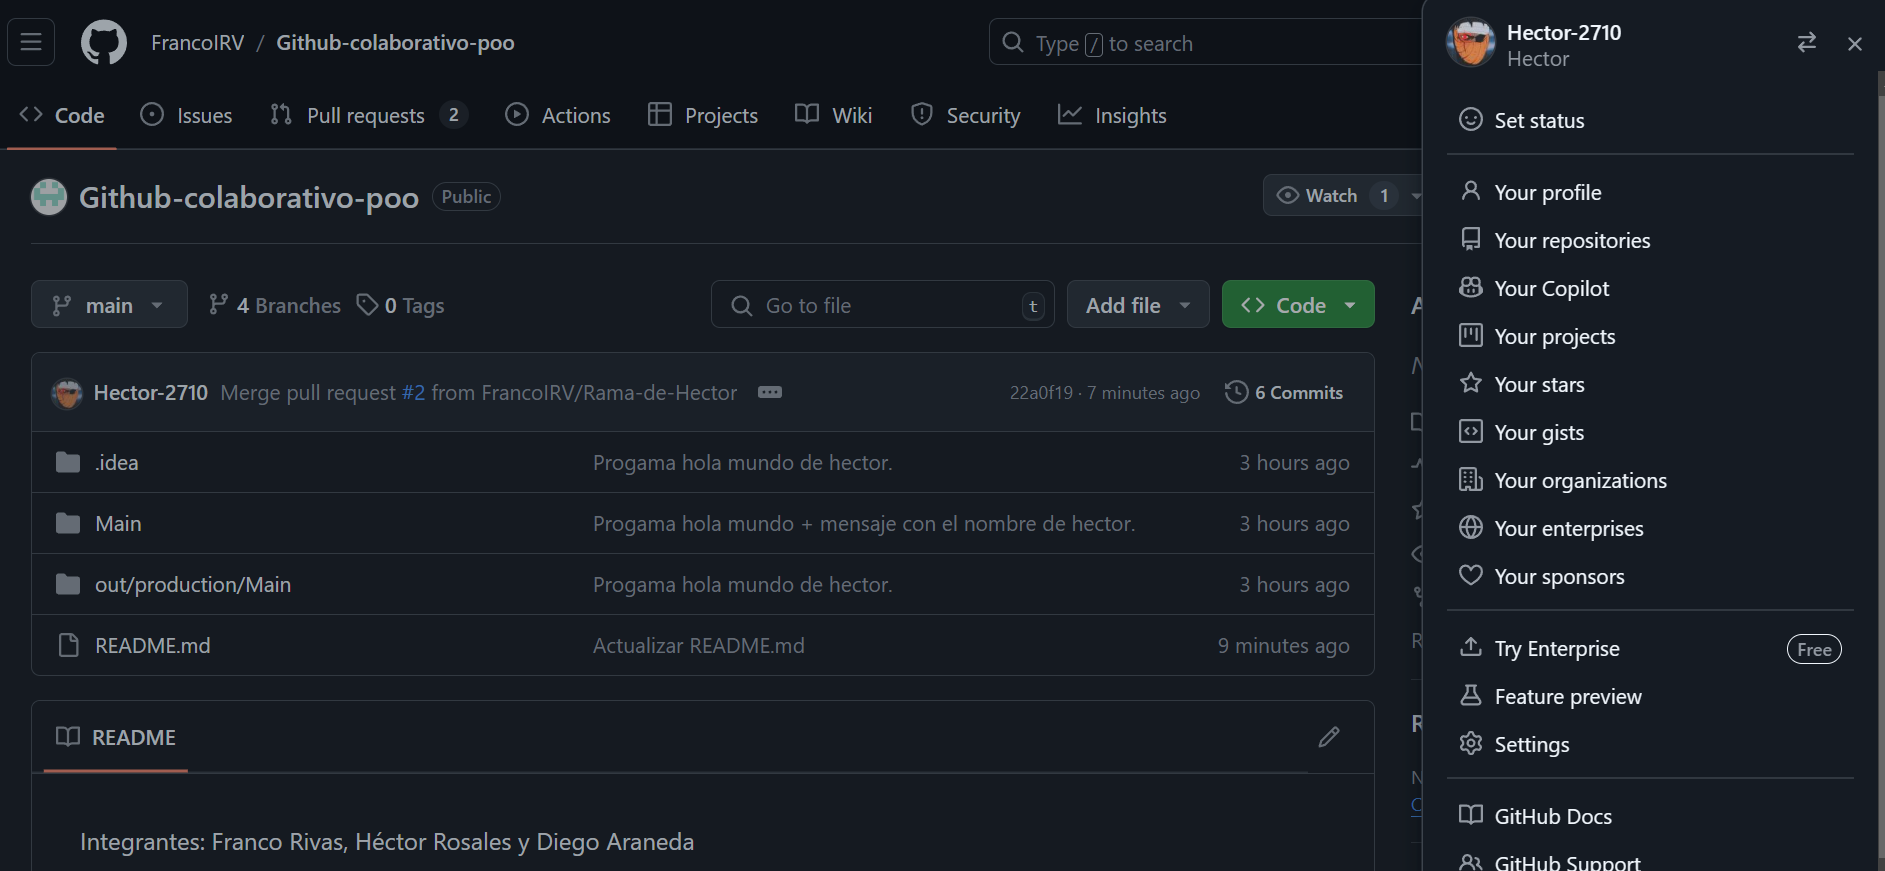 FrancoIRV / Github-colaborativo-poo
Type / to search
Code
Issues
Pull requests 2
Actions
Projects
Wiki
Security
Insights
Github-colaborativo-poo Public
Watch 1
main
4 Branches
0 Tags
Go to file t
Add file
Code
Hector-2710 Merge pull request #2 from FrancoIRV/Rama-de-Hector
22a0f19 · 7 minutes ago
6 Commits
.idea Progama hola mundo de hector. 3 hours ago
Main Progama hola mundo + mensaje con el nombre de hector. 3 hours ago
out/production/Main Progama hola mundo de hector. 3 hours ago
README.md Actualizar README.md 9 minutes ago
README
Integrantes: Franco Rivas, Héctor Rosales y Diego Araneda
Hector-2710
Hector
Set status
Your profile
Your repositories
Your Copilot
Your projects
Your stars
Your gists
Your organizations
Your enterprises
Your sponsors
Try Enterprise Free
Feature preview
Settings
GitHub Docs
GitHub Support